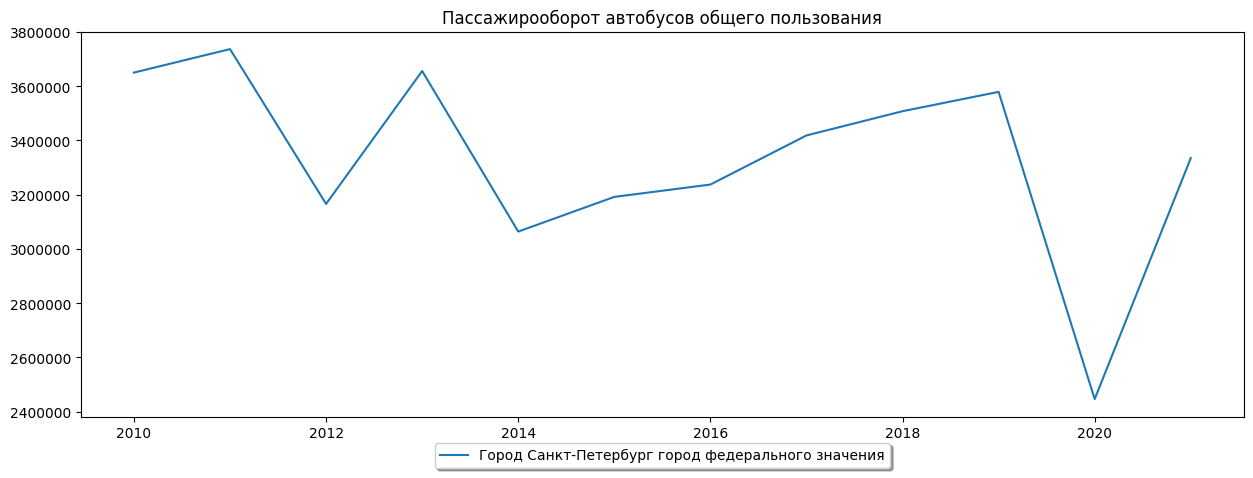 Пассажирооборот автобусов общего пользования
3800000
3600000
3400000
3200000
3000000
2800000
2600000
2400000
2010 2012 2014 2016 2018 2020
Город Санкт-Петербург город федерального значения